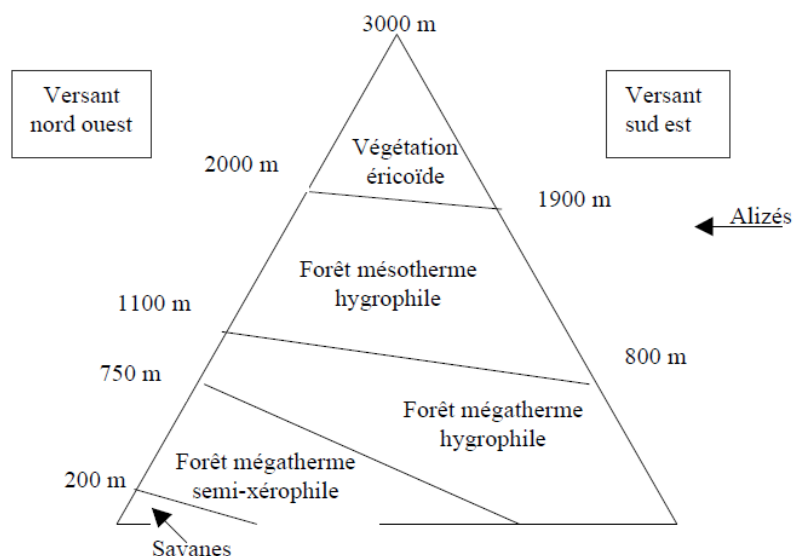 3000 m
Versant
nord ouest
Versant
sud est
Végétation
éricoïde
2000 m
1900 m
Alizés
Forêt mésotherme
hygrophile
1100 m
800 m
750 m
Forêt mégatherme
hygrophile
Forêt mégatherme
semi-xérophile
200 m
Savanes